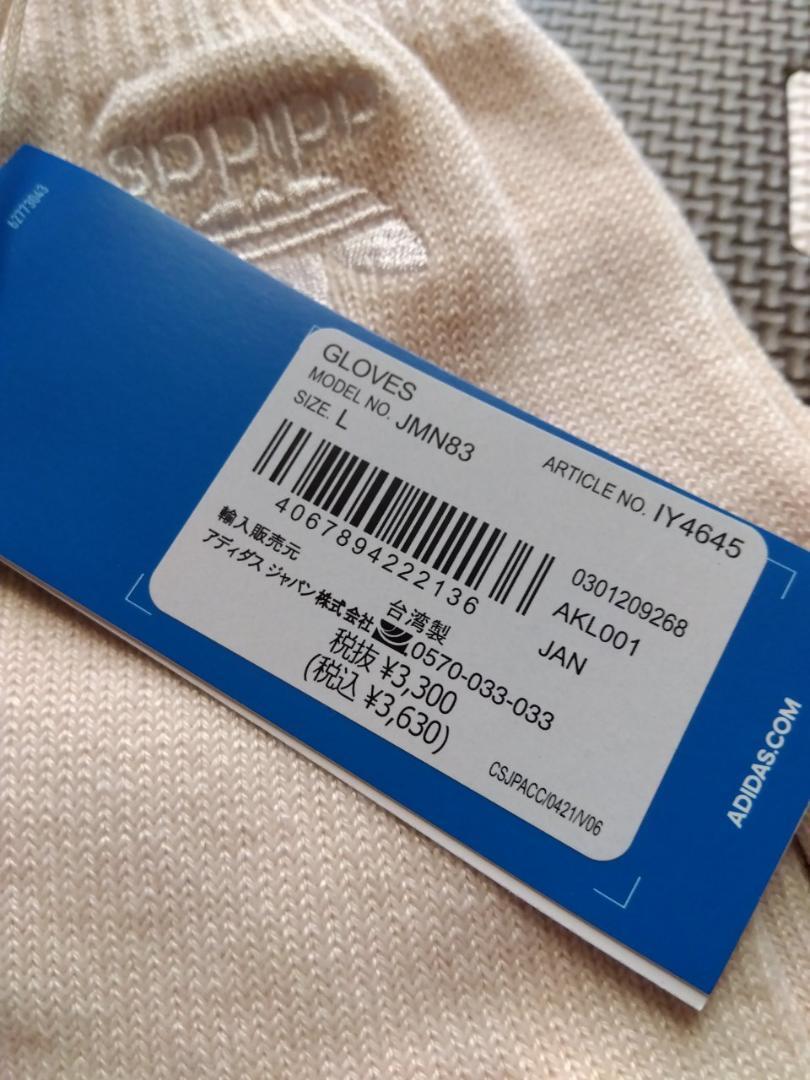 adidas
62773043
GLOVES
MODEL NO. JMN83
SIZE. L
ARTICLE NO. IY4645
4067894222136
0301209268
AKL001
JAN
輸入販売元
アディダス ジャパン株式会社
台湾製
0570-033-033
税抜 ¥3,300
(税込 ¥3,630)
CSJPACC/0421/V06
ADIDAS.COM